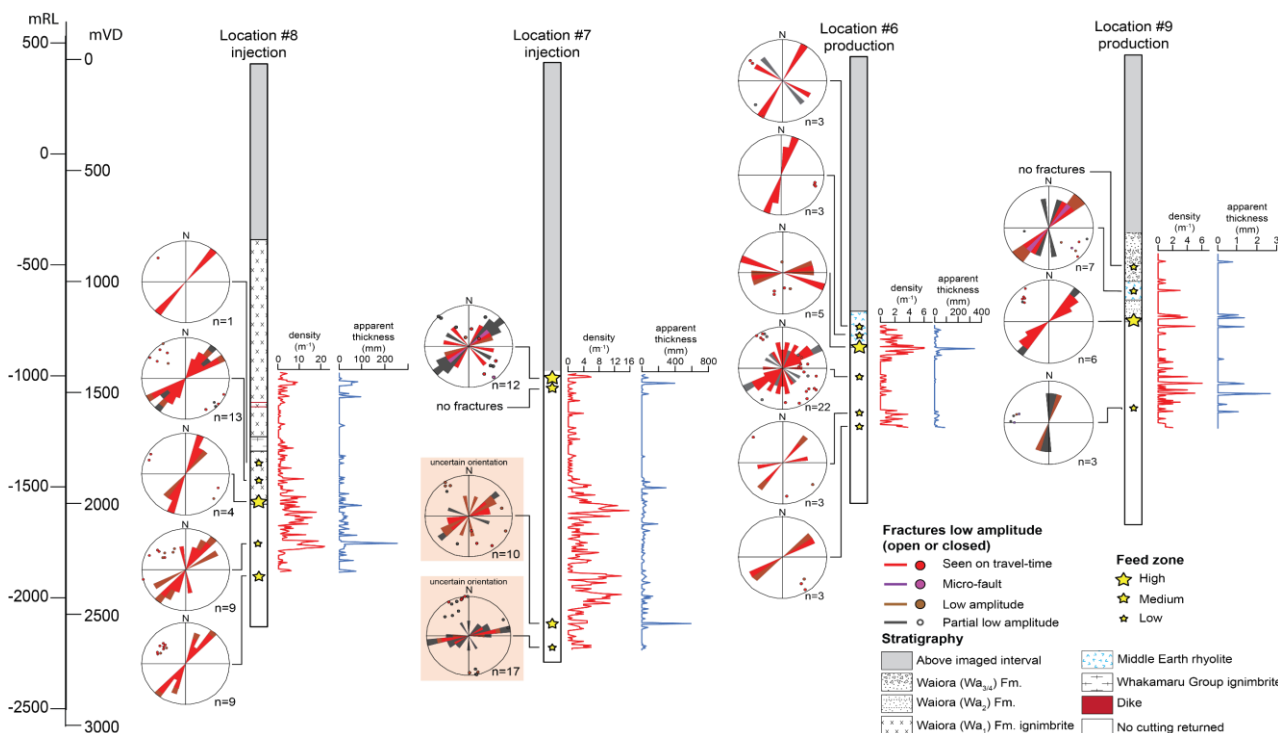 mRL
mVD
500
0
0
500
-500
1000
-1000
1500
-1500
2000
-2000
2500
-2500
3000
Location #8
injection
N
n=1
N
n=13
N
n=4
N
n=9
N
n=9
density
(m⁻¹)
0 10 20
apparent
thickness
(mm)
0 200
Location #7
injection
N
n=12
no fractures
uncertain orientation
N
n=10
uncertain orientation
N
n=17
density
(m⁻¹)
0 4 8 12 16
apparent
thickness
(mm)
0 400 800
Location #6
production
N
n=3
N
n=3
N
n=5
N
n=22
N
n=3
N
n=3
density
(m⁻¹)
0 4 8
apparent
thickness
(mm)
0 200 400
Location #9
production
no fractures
N
n=7
N
n=6
N
n=3
density
(m⁻¹)
0 2 4 6
apparent
thickness
(mm)
0 1 2 3
Fractures low amplitude
(open or closed)
Seen on travel-time
Micro-fault
Low amplitude
Partial low amplitude
Feed zone
High
Medium
Low
Stratigraphy
Above imaged interval
Waiora (Wa3/4) Fm.
Waiora (Wa2) Fm.
Waiora (Wa1) Fm. ignimbrite
Middle Earth rhyolite
Whakamaru Group ignimbrite
Dike
No cutting returned